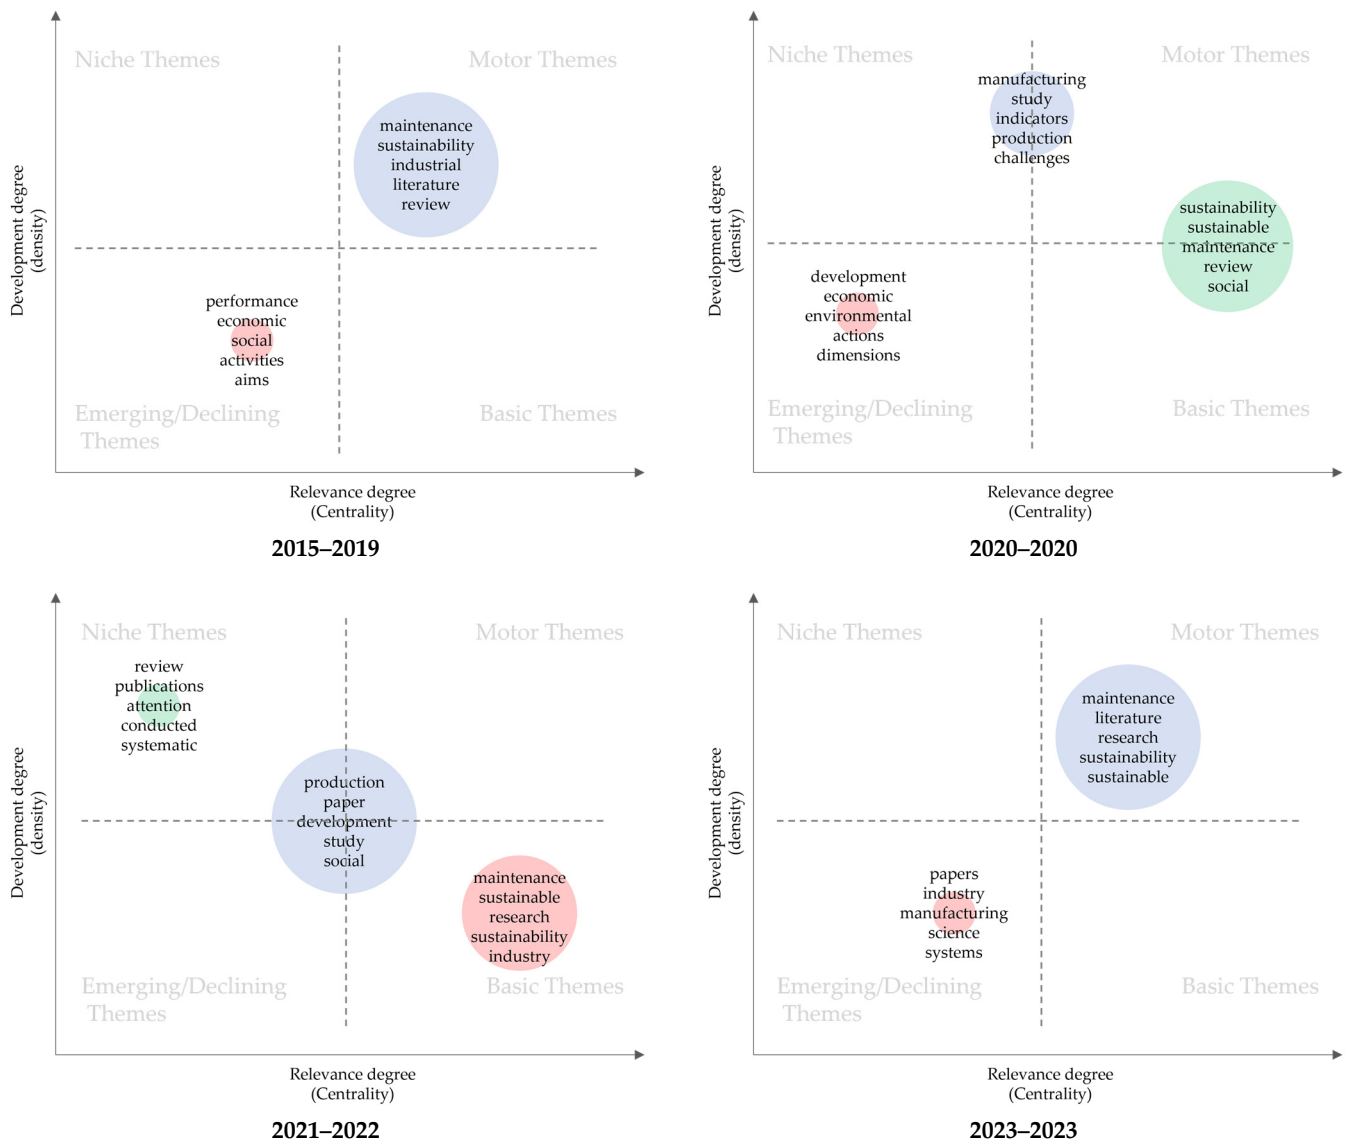 Niche Themes
Motor Themes
maintenance
sustainability
industrial
literature
review
performance
economic
social
activities
aims
Emerging/Declining
Themes
Basic Themes
Development degree
(density)
Relevance degree
(Centrality)
2015–2019
Niche Themes
Motor Themes
manufacturing
study
indicators
production
challenges
sustainability
sustainable
maintenance
review
social
development
economic
environmental
actions
dimensions
Emerging/Declining
Themes
Basic Themes
Development degree
(density)
Relevance degree
(Centrality)
2020–2020
Niche Themes
Motor Themes
review
publications
attention
conducted
systematic
production
paper
development
study
social
maintenance
sustainable
research
sustainability
industry
Emerging/Declining
Themes
Basic Themes
Development degree
(density)
Relevance degree
(Centrality)
2021–2022
Niche Themes
Motor Themes
maintenance
literature
research
sustainability
sustainable
papers
industry
manufacturing
science
systems
Emerging/Declining
Themes
Basic Themes
Development degree
(density)
Relevance degree
(Centrality)
2023–2023